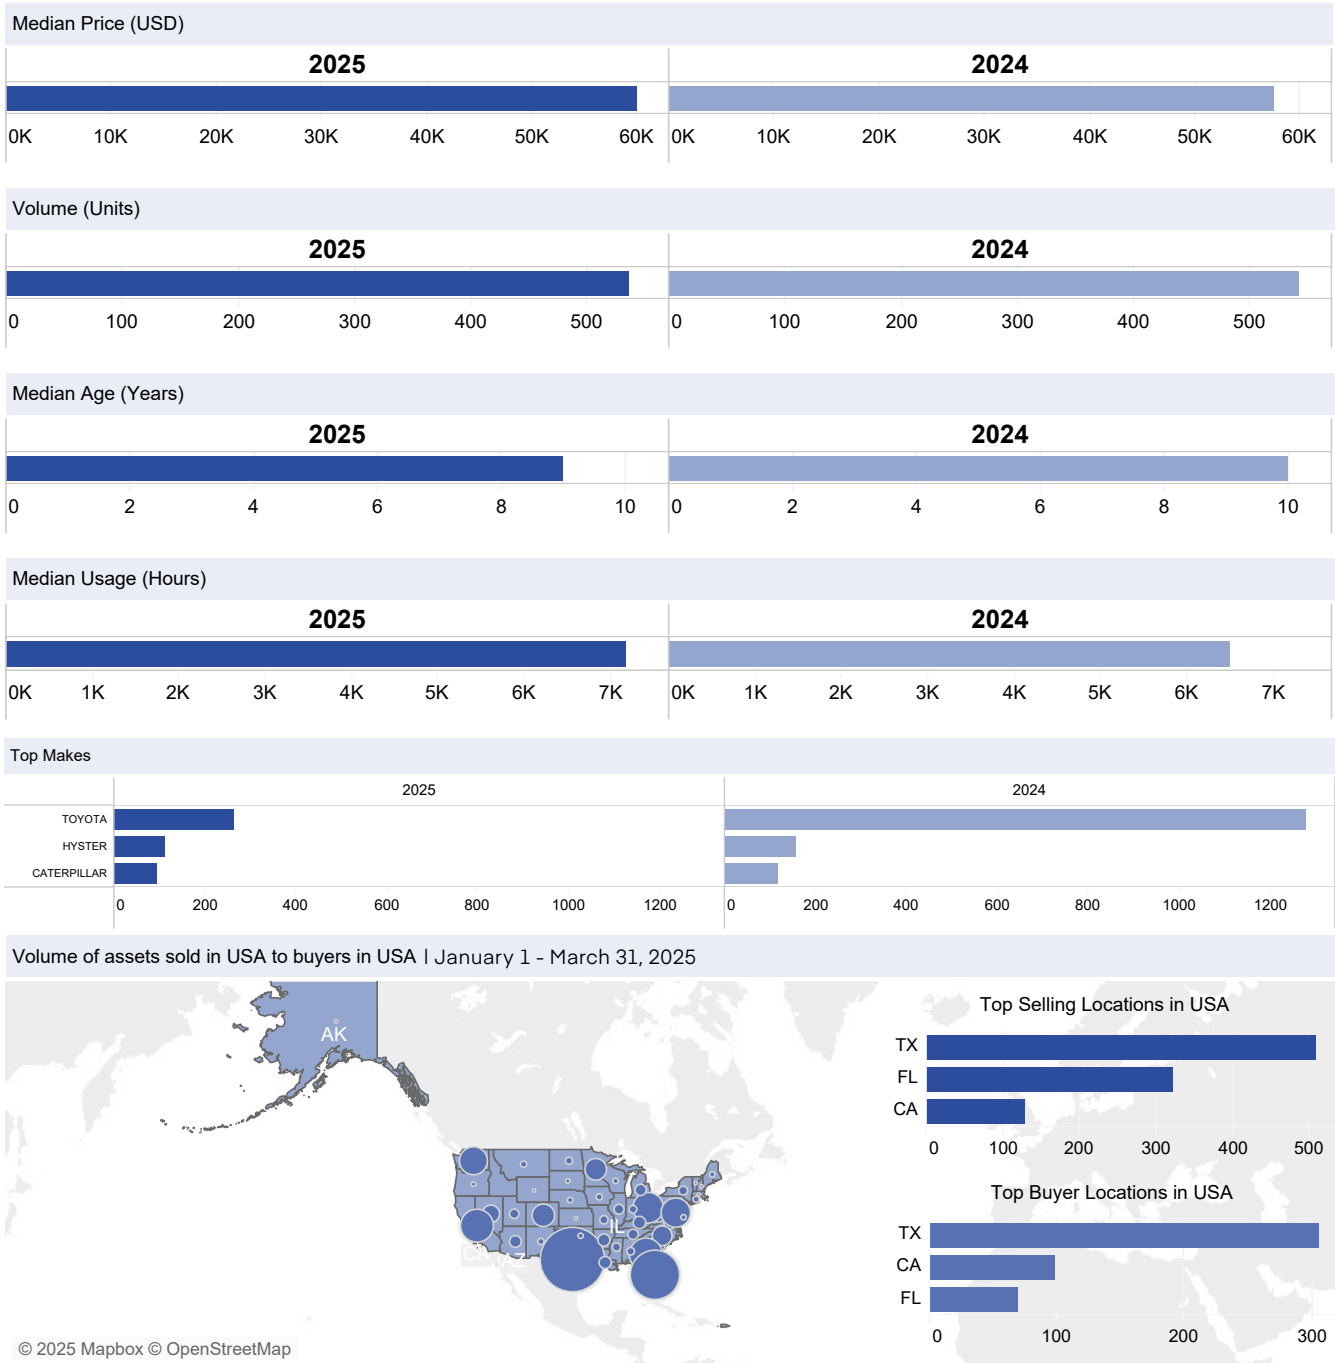 Median Price (USD)
2025 2024
0K 10K 20K 30K 40K 50K 60K 0K 10K 20K 30K 40K 50K 60K
Volume (Units)
2025 2024
0 100 200 300 400 500 0 100 200 300 400 500
Median Age (Years)
2025 2024
0 2 4 6 8 10 0 2 4 6 8 10
Median Usage (Hours)
2025 2024
0K 1K 2K 3K 4K 5K 6K 7K 0K 1K 2K 3K 4K 5K 6K 7K
Top Makes
2025 2024
TOYOTA
HYSTER
CATERPILLAR
0 200 400 600 800 1000 1200 0 200 400 600 800 1000 1200
Volume of assets sold in USA to buyers in USA | January 1 - March 31, 2025
AK
IL
CA AZ
Top Selling Locations in USA
TX
FL
CA
0 100 200 300 400 500
Top Buyer Locations in USA
TX
CA
FL
0 100 200 300
© 2025 Mapbox © OpenStreetMap